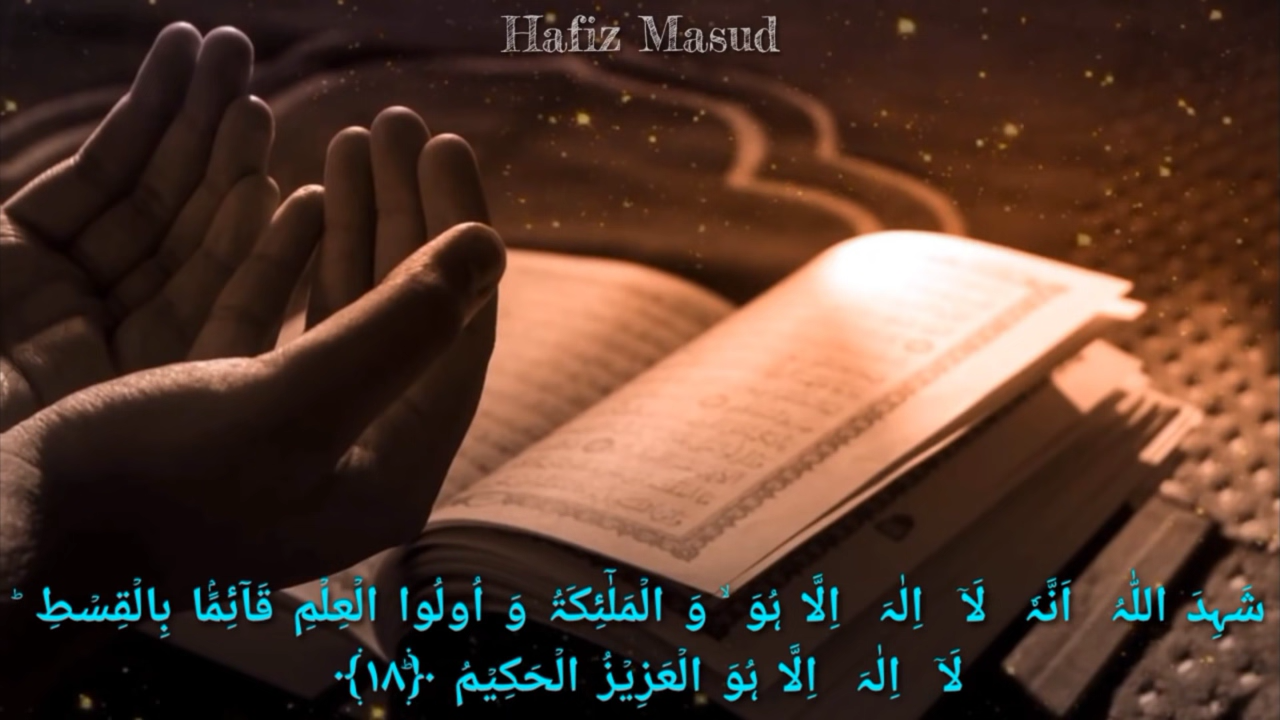 Hafiz Masud
شَہِدَ اللّٰہُ اَنَّہٗ لَاۤ اِلٰہَ اِلَّا ہُوَ ۙ وَ الۡمَلٰٓئِکَۃُ وَ اُولُوا الۡعِلۡمِ قَآئِمًۢا بِالۡقِسۡطِ ؕ
لَاۤ اِلٰہَ اِلَّا ہُوَ الۡعَزِیۡزُ الۡحَکِیۡمُ ﴿ؕ۱۸﴾